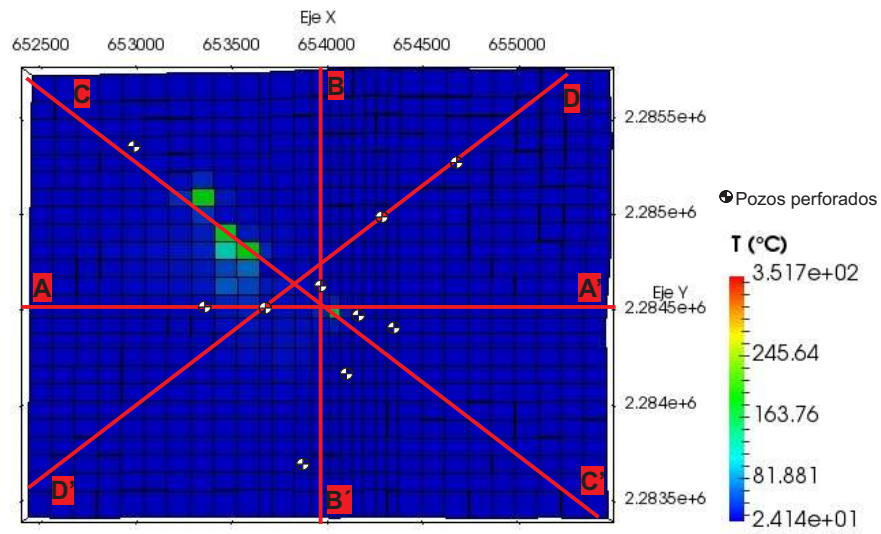 Eje X
652500 653000 653500 654000 654500 655000
C
B
D
2.2855e+6
Pozos perforados
2.285e+6
T (°C)
3.517e+02
A
A'
Eje Y
2.2845e+6
245.64
163.76
2.284e+6
81.881
C'
D'
B´
2.2835e+6
2.414e+01